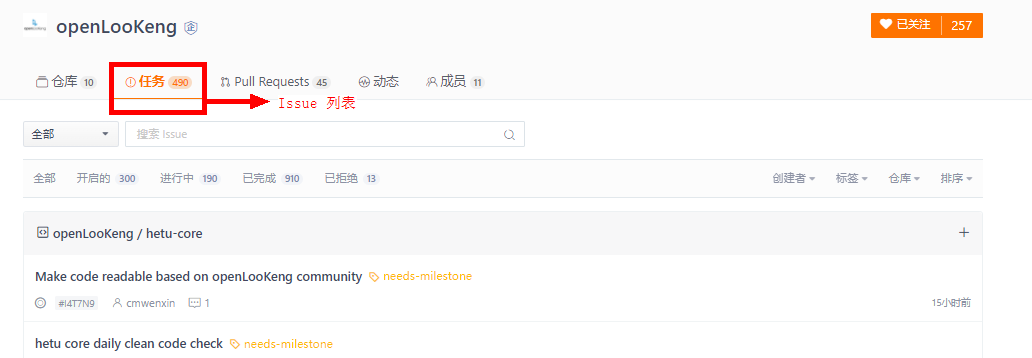 openLooKeng 企
已关注 257
仓库 10 任务 490 Pull Requests 45 动态 成员 11
Issue 列表
全部 搜索 Issue
全部 开启的 300 进行中 190 已完成 910 已拒绝 13 创建者 标签 仓库 排序
openLooKeng / hetu-core
Make code readable based on openLooKeng community needs-milestone
#I4T7N9 cmwenxin 1 15小时前
hetu core daily clean code check needs-milestone